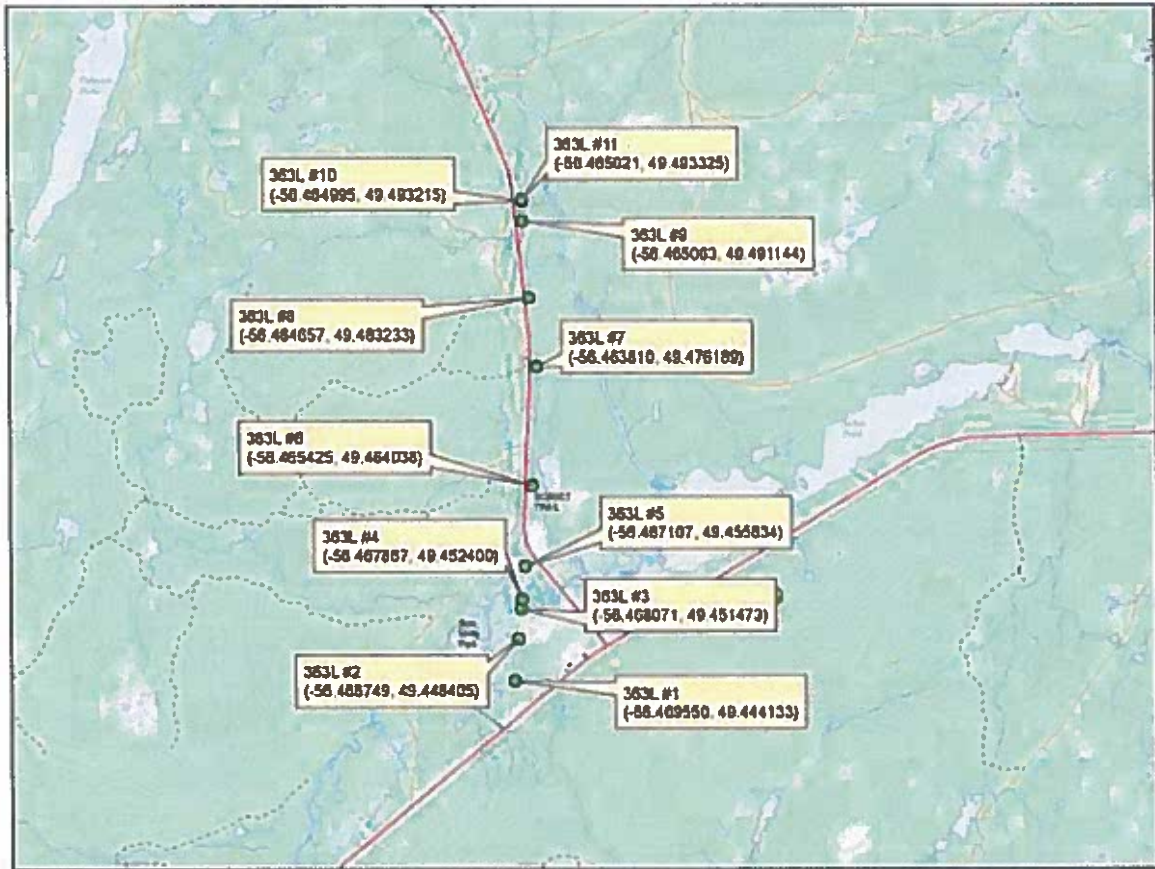 363L #11
(-56.465021, 49.493325)
363L #10
(-56.464995, 49.493215)
363L #9
(-56.465063, 49.491144)
363L #8
(-56.464657, 49.483233)
363L #7
(-56.463810, 49.476189)
363L #6
(-56.465425, 49.464038)
363L #5
(-56.467107, 49.455834)
363L #4
(-56.467867, 49.452400)
363L #3
(-56.468071, 49.451473)
363L #2
(-56.468749, 49.448405)
363L #1
(-56.469550, 49.444133)